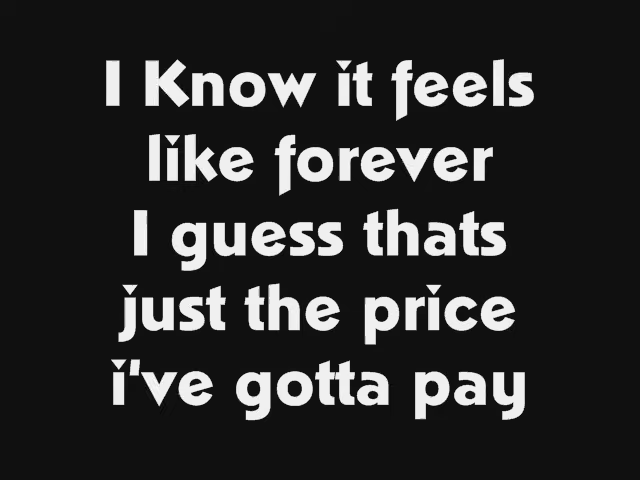 I Know it feels
like forever
I guess thats
just the price
i've gotta pay